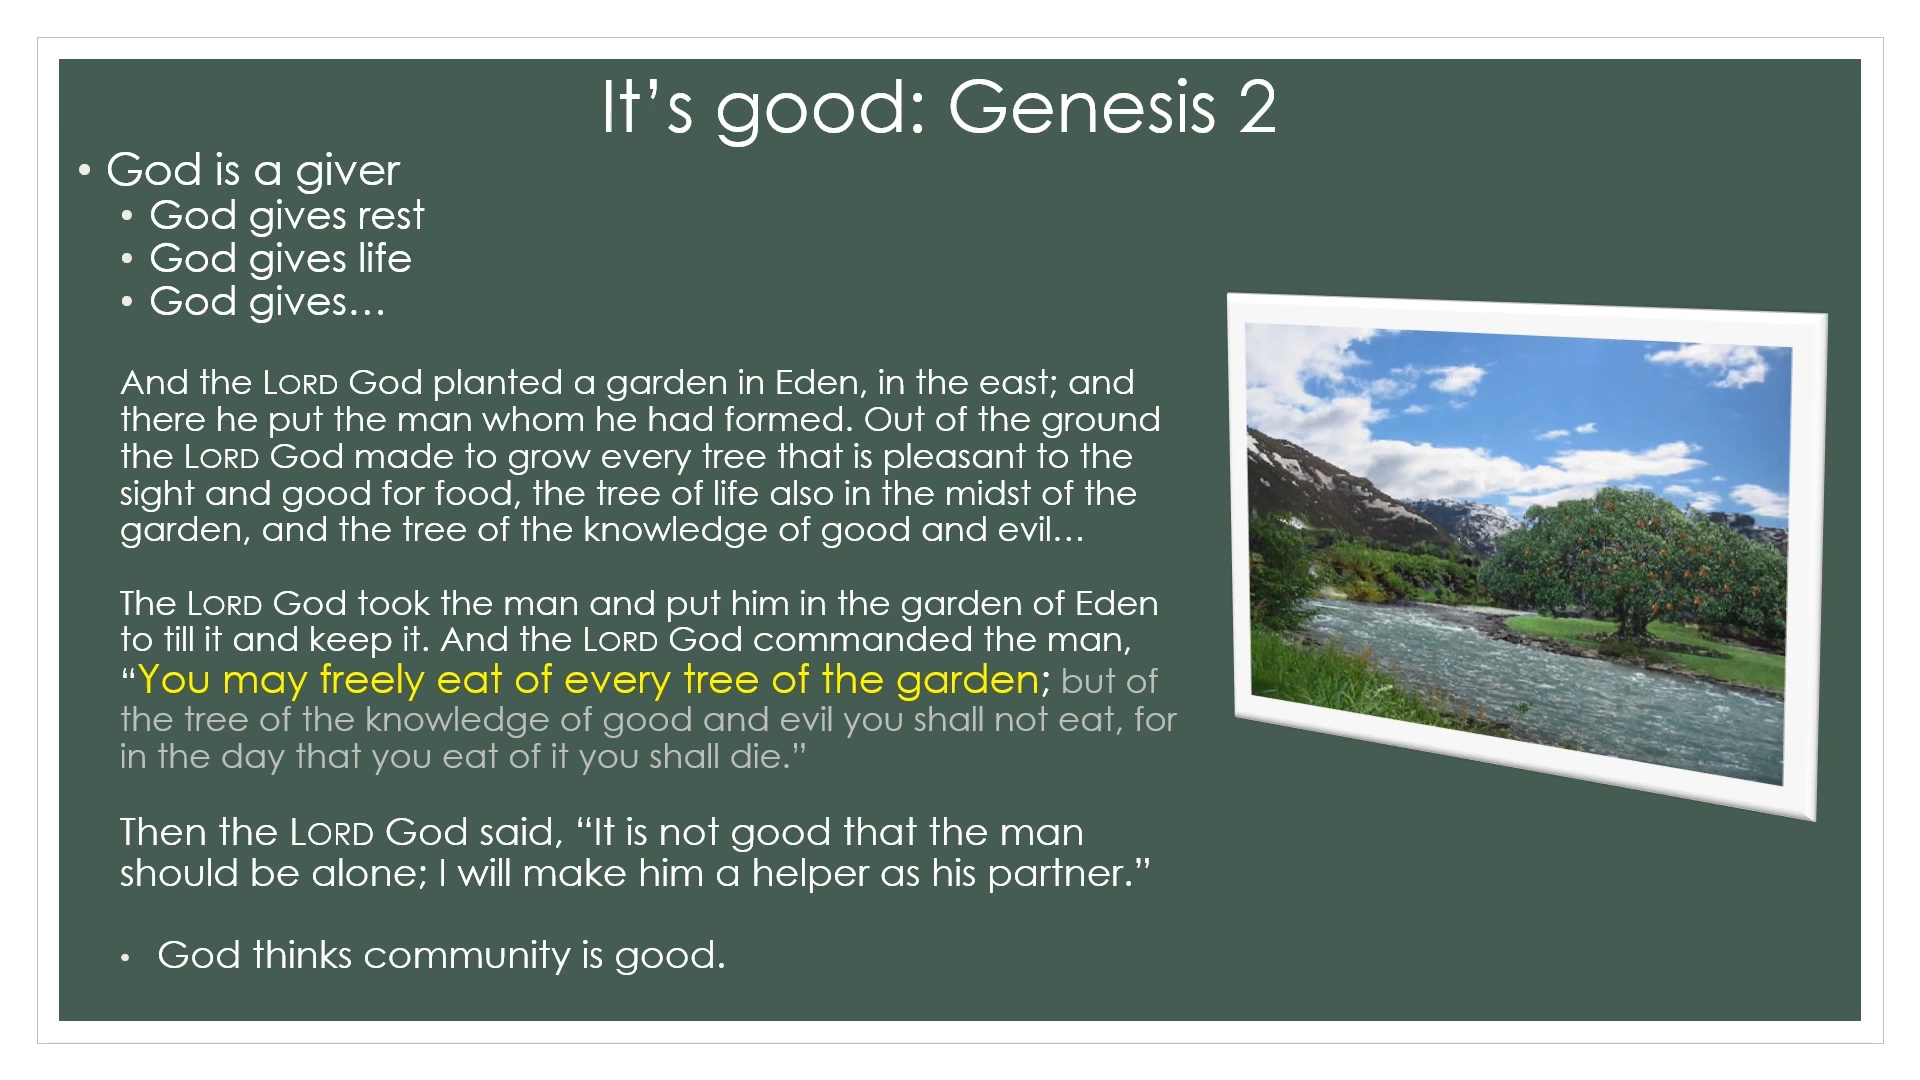 It’s good: Genesis 2
• God is a giver
• God gives rest
• God gives life
• God gives…
And the LORD God planted a garden in Eden, in the east; and
there he put the man whom he had formed. Out of the ground
the LORD God made to grow every tree that is pleasant to the
sight and good for food, the tree of life also in the midst of the
garden, and the tree of the knowledge of good and evil…
The LORD God took the man and put him in the garden of Eden
to till it and keep it. And the LORD God commanded the man,
“You may freely eat of every tree of the garden; but of
the tree of the knowledge of good and evil you shall not eat, for
in the day that you eat of it you shall die.”
Then the LORD God said, “It is not good that the man
should be alone; I will make him a helper as his partner.”
• God thinks community is good.